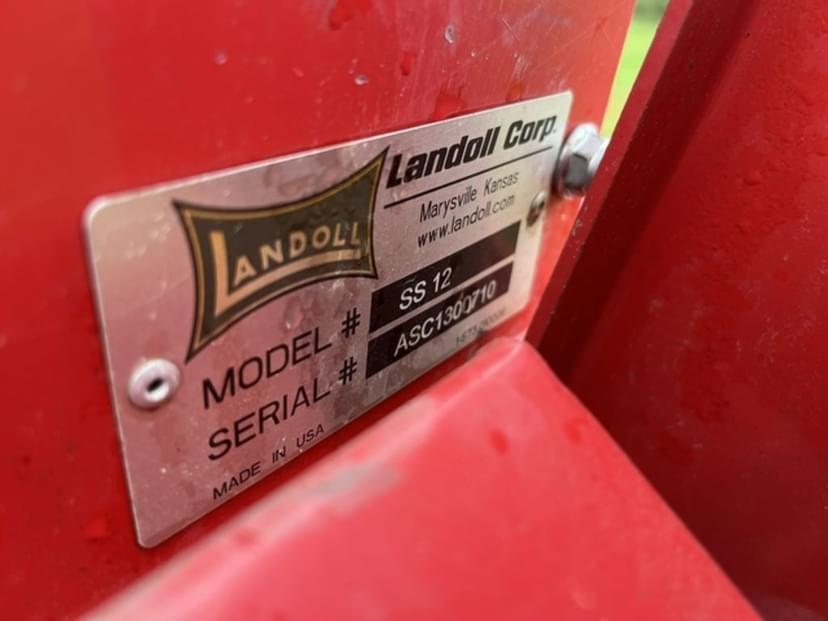 LANDOLL
Landoll Corp.
Marysville Kansas
www.landoll.com
MODEL # SS 12
SERIAL # ASC1300710
MADE IN USA